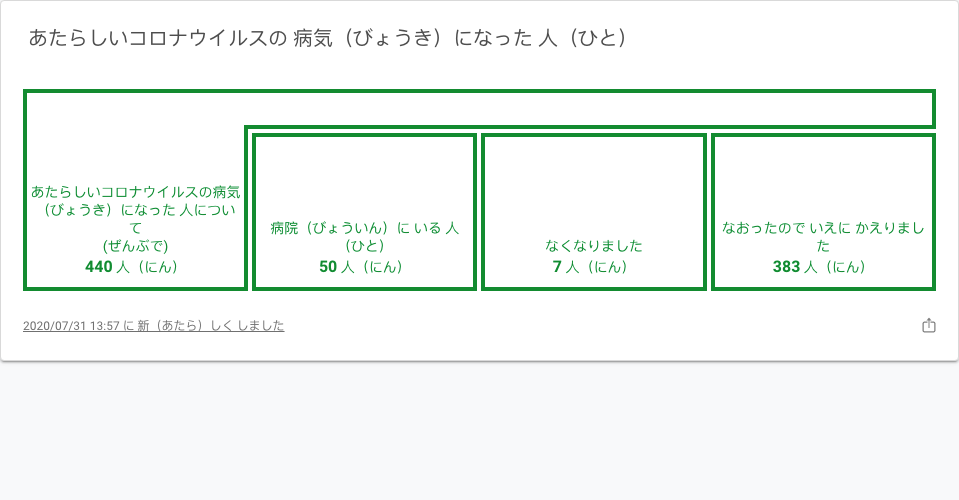 あたらしいコロナウイルスの 病気（びょうき）になった 人（ひと）
あたらしいコロナウイルスの病気
（びょうき）になった 人につい
て
(ぜんぶで)
440 人（にん）
病院（びょういん）に いる 人
（ひと）
50 人（にん）
なくなりました
7 人（にん）
なおったので いえに かえりまし
た
383 人（にん）
2020/07/31 13:57 に 新（あたら）しく しました